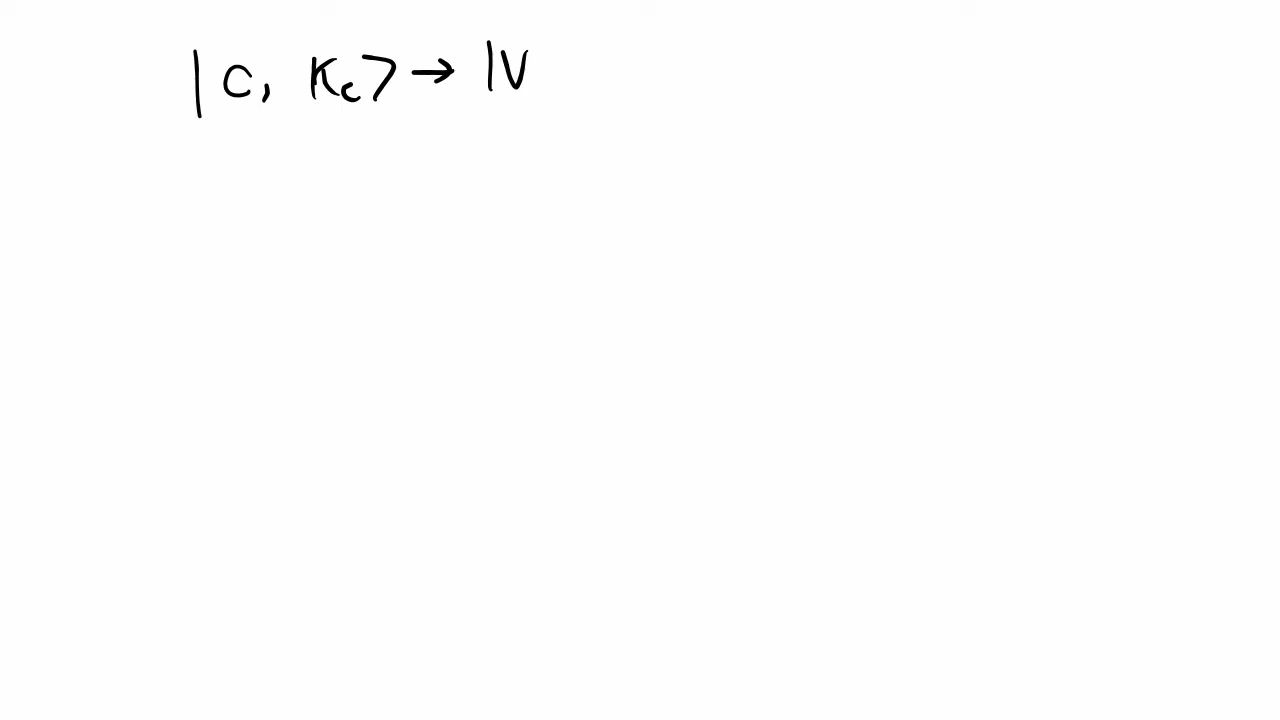 |c, K_c> → |V